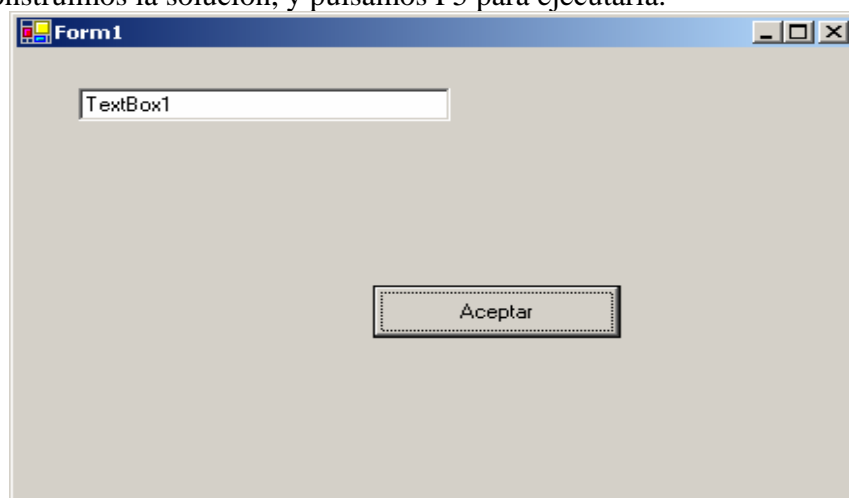 la solución, y pulsamos F5 para ejecutarla.
Form1
TextBox1
Aceptar